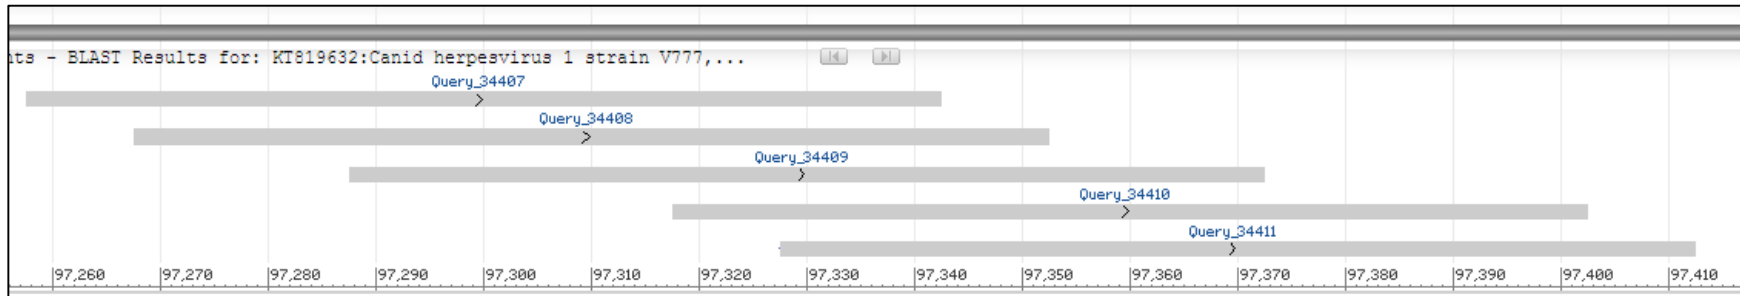 nts - BLAST Results for: KT819632:Canid herpesvirus 1 strain V777,...
Query_34407
Query_34408
Query_34409
Query_34410
Query_34411
|97,260 |97,270 |97,280 |97,290 |97,300 |97,310 |97,320 |97,330 |97,340 |97,350 |97,360 |97,370 |97,380 |97,390 |97,400 |97,410